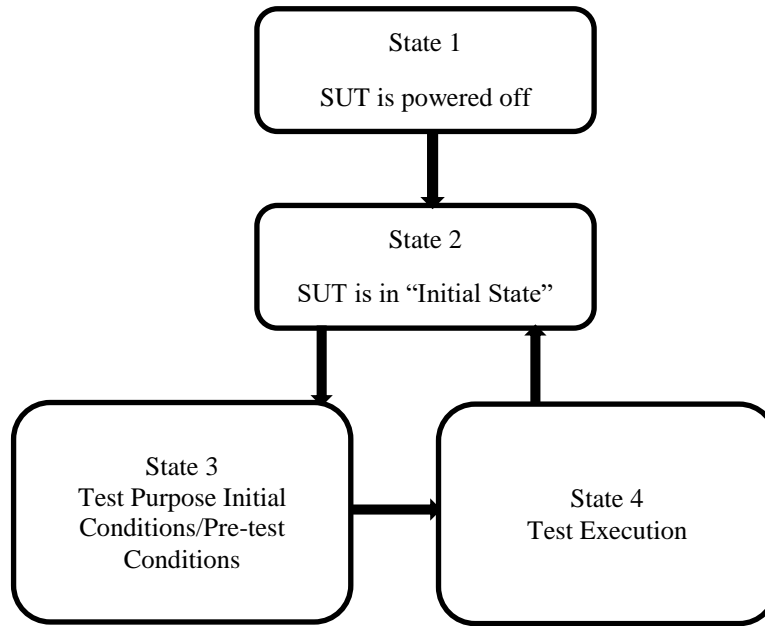 State 1
SUT is powered off
State 2
SUT is in “Initial State”
State 3
Test Purpose Initial
Conditions/Pre-test
Conditions
State 4
Test Execution